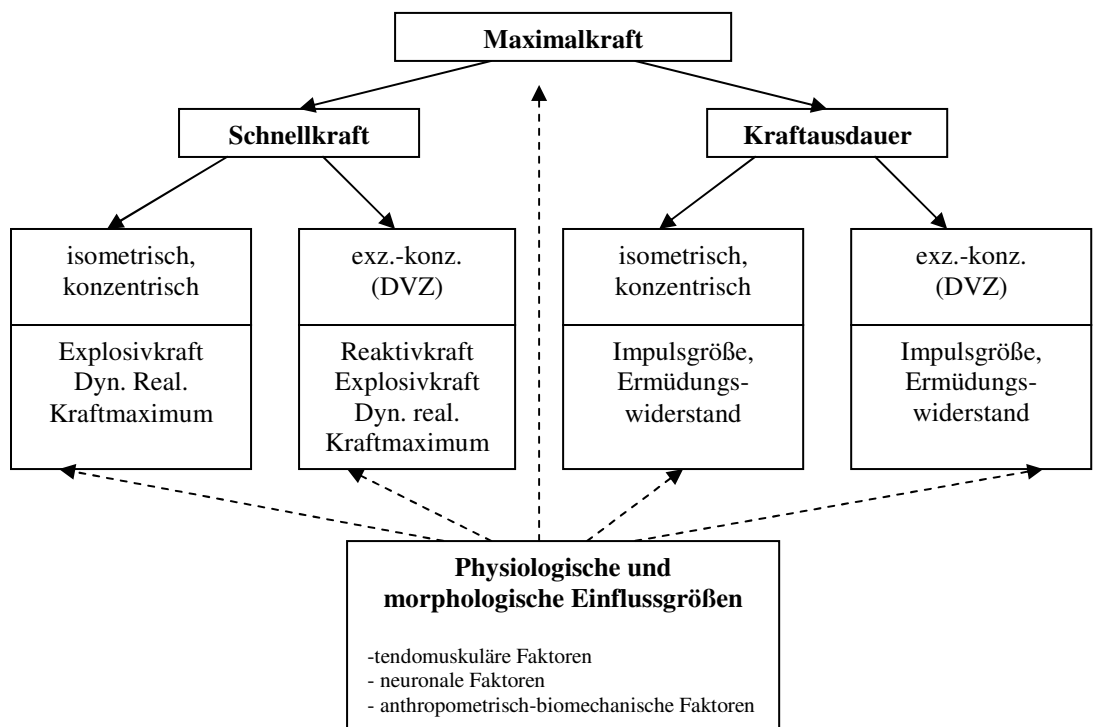 Maximalkraft
Schnellkraft
Kraftausdauer
isometrisch,
konzentrisch
Explosivkraft
Dyn. Real.
Kraftmaximum
exz.-konz.
(DVZ)
Reaktivkraft
Explosivkraft
Dyn. real.
Kraftmaximum
isometrisch,
konzentrisch
Impulsgröße,
Ermüdungs-
widerstand
exz.-konz.
(DVZ)
Impulsgröße,
Ermüdungs-
widerstand
Physiologische und
morphologische Einflussgrößen
-tendomuskuläre Faktoren
- neuronale Faktoren
- anthropometrisch-biomechanische Faktoren